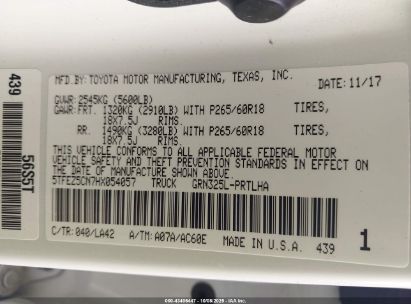 MFD.BY: TOYOTA MOTOR MANUFACTURING, TEXAS, INC.
DATE: 11/17
GVWR: 2545KG (5600LB)
GAWR: FRT. 1320KG (2910LB) WITH P265/60R18 TIRES,
18X7.5J RIMS.
RR. 1490KG (3280LB) WITH P265/60R18 TIRES,
18X7.5J RIMS.
THIS VEHICLE CONFORMS TO ALL APPLICABLE FEDERAL MOTOR
VEHICLE SAFETY AND THEFT PREVENTION STANDARDS IN EFFECT ON
THE DATE OF MANUFACTURE SHOWN ABOVE.
5TFEZ5CN7HX054057 TRUCK GRN325L-PRTLHA
C/TR: 040/LA42 A/TM: A07A/AC60E MADE IN U.S.A. 439
1
439
56SST